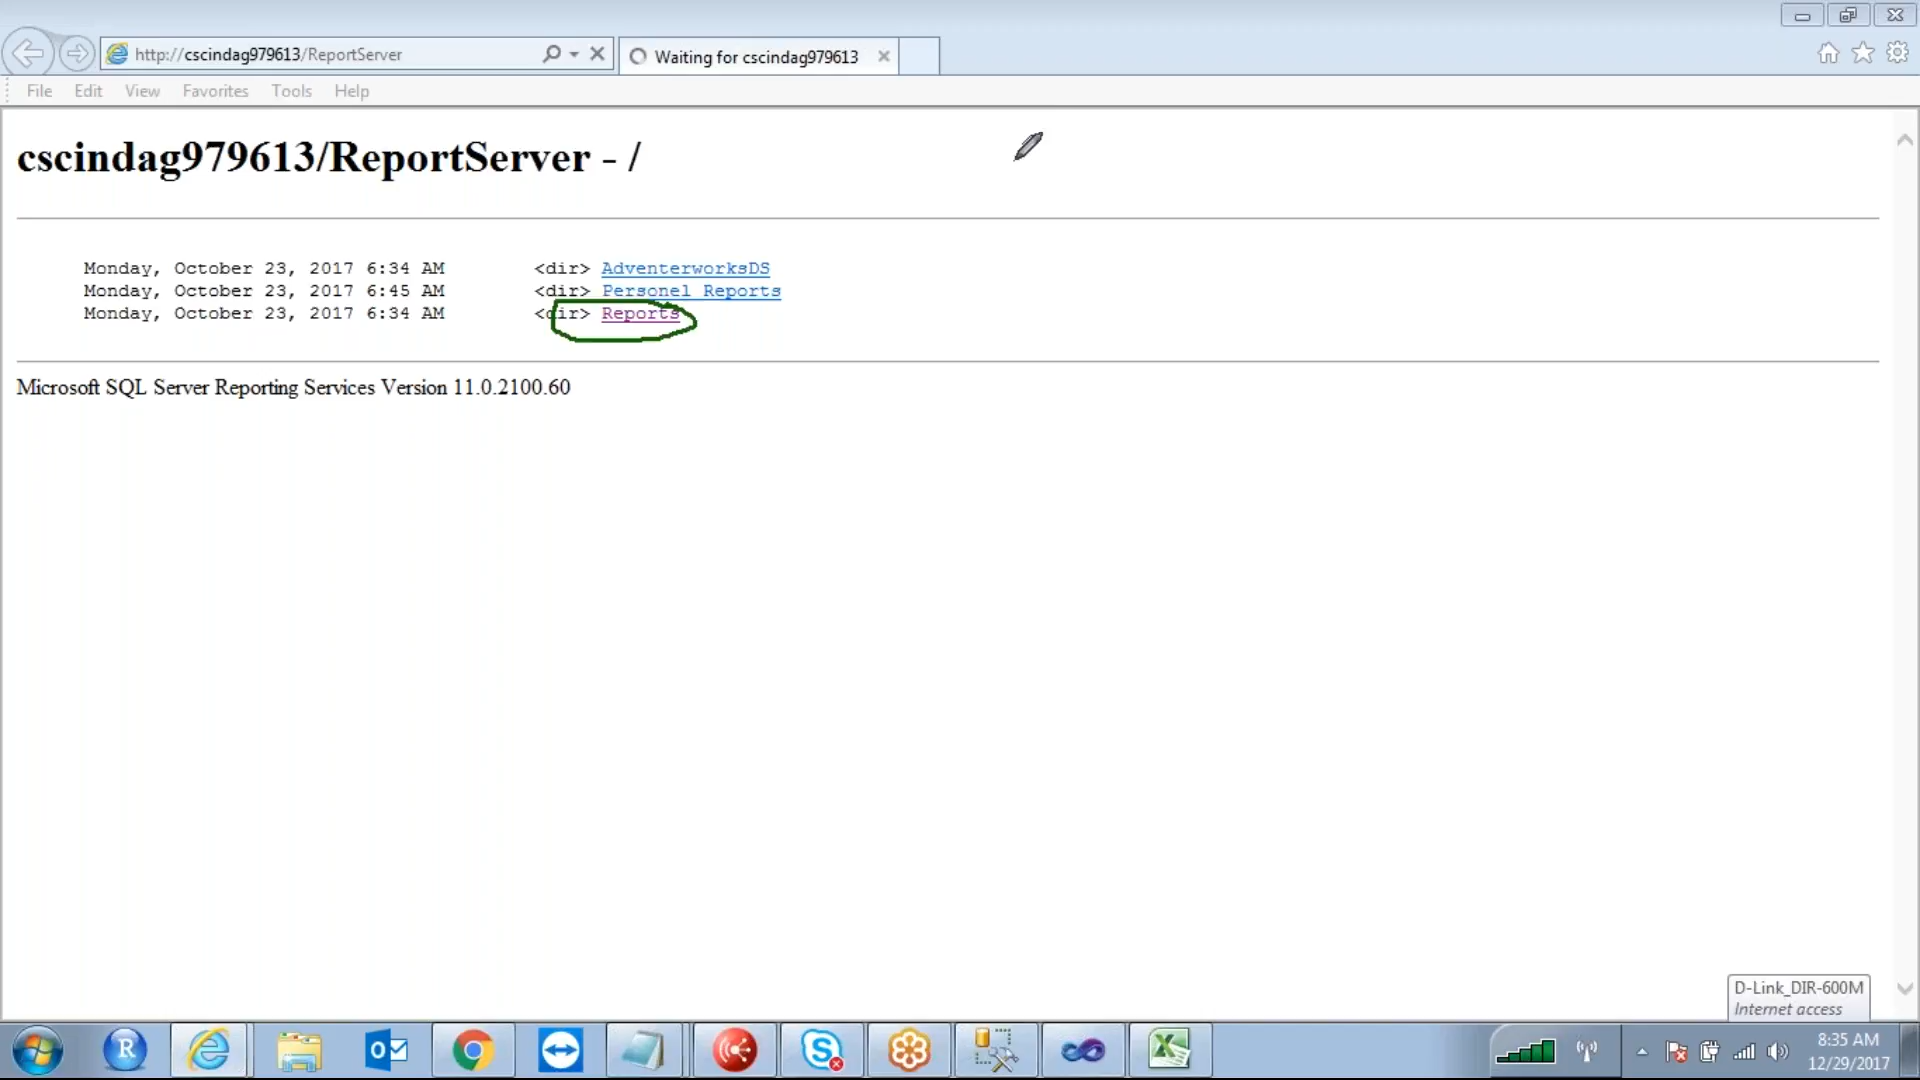 http://cscindag979613/ReportServer
Waiting for cscindag979613
File Edit View Favorites Tools Help
cscindag979613/ReportServer - /
Monday, October 23, 2017 6:34 AM <dir> AdventerworksDS
Monday, October 23, 2017 6:45 AM <dir> Personel Reports
Monday, October 23, 2017 6:34 AM <dir> Reports
Microsoft SQL Server Reporting Services Version 11.0.2100.60
D-Link_DIR-600M
Internet access
8:35 AM
12/29/2017